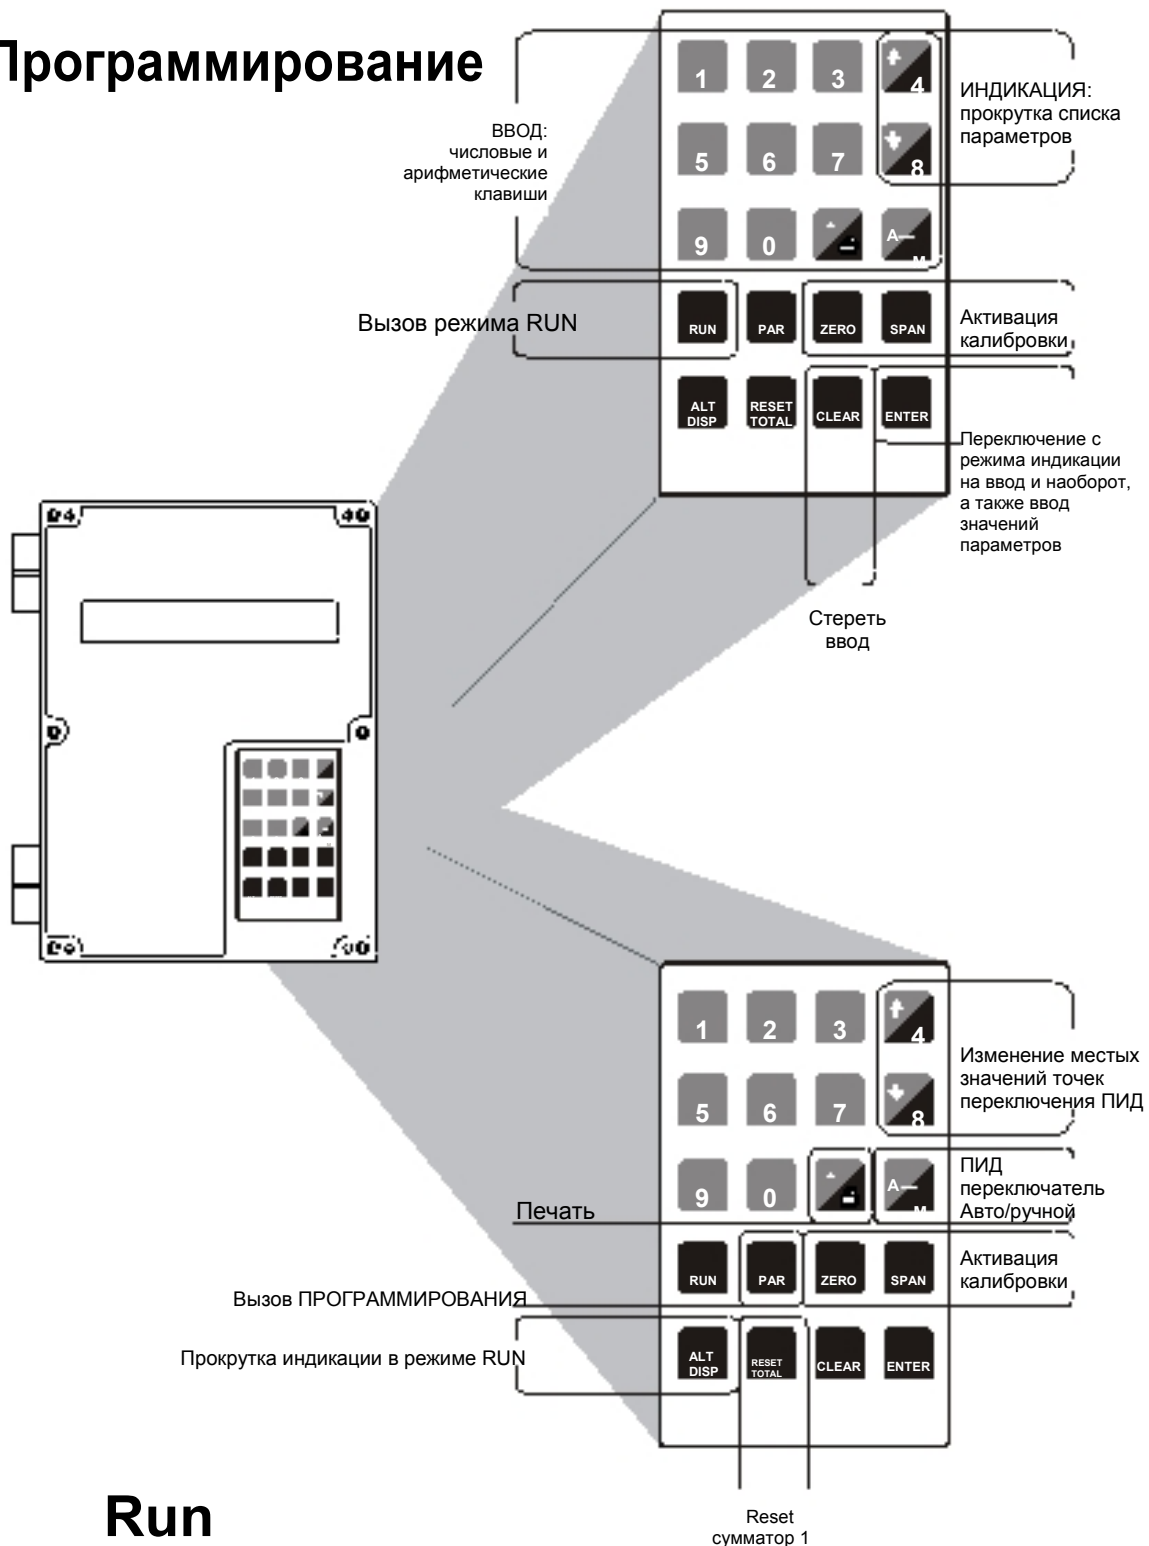 Программирование
ВВОД:
числовые и
арифметические
клавиши
1 2 3 4
5 6 7 8
9 0 A—M
ИНДИКАЦИЯ:
прокрутка списка
параметров
Вызов режима RUN
RUN PAR ZERO SPAN
Активация
калибровки
ALT DISP RESET TOTAL CLEAR ENTER
Переключение с
режима индикации
на ввод и наоборот,
а также ввод
значений
параметров
Стереть
ввод
1 2 3 4
5 6 7 8
9 0 A—M
Изменение местых
значений точек
переключения ПИД
ПИД
переключатель
Авто/ручной
Печать
RUN PAR ZERO SPAN
Активация
калибровки
Вызов ПРОГРАММИРОВАНИЯ
Прокрутка индикации в режиме RUN
ALT DISP RESET TOTAL CLEAR ENTER
Run
Reset
сумматор 1